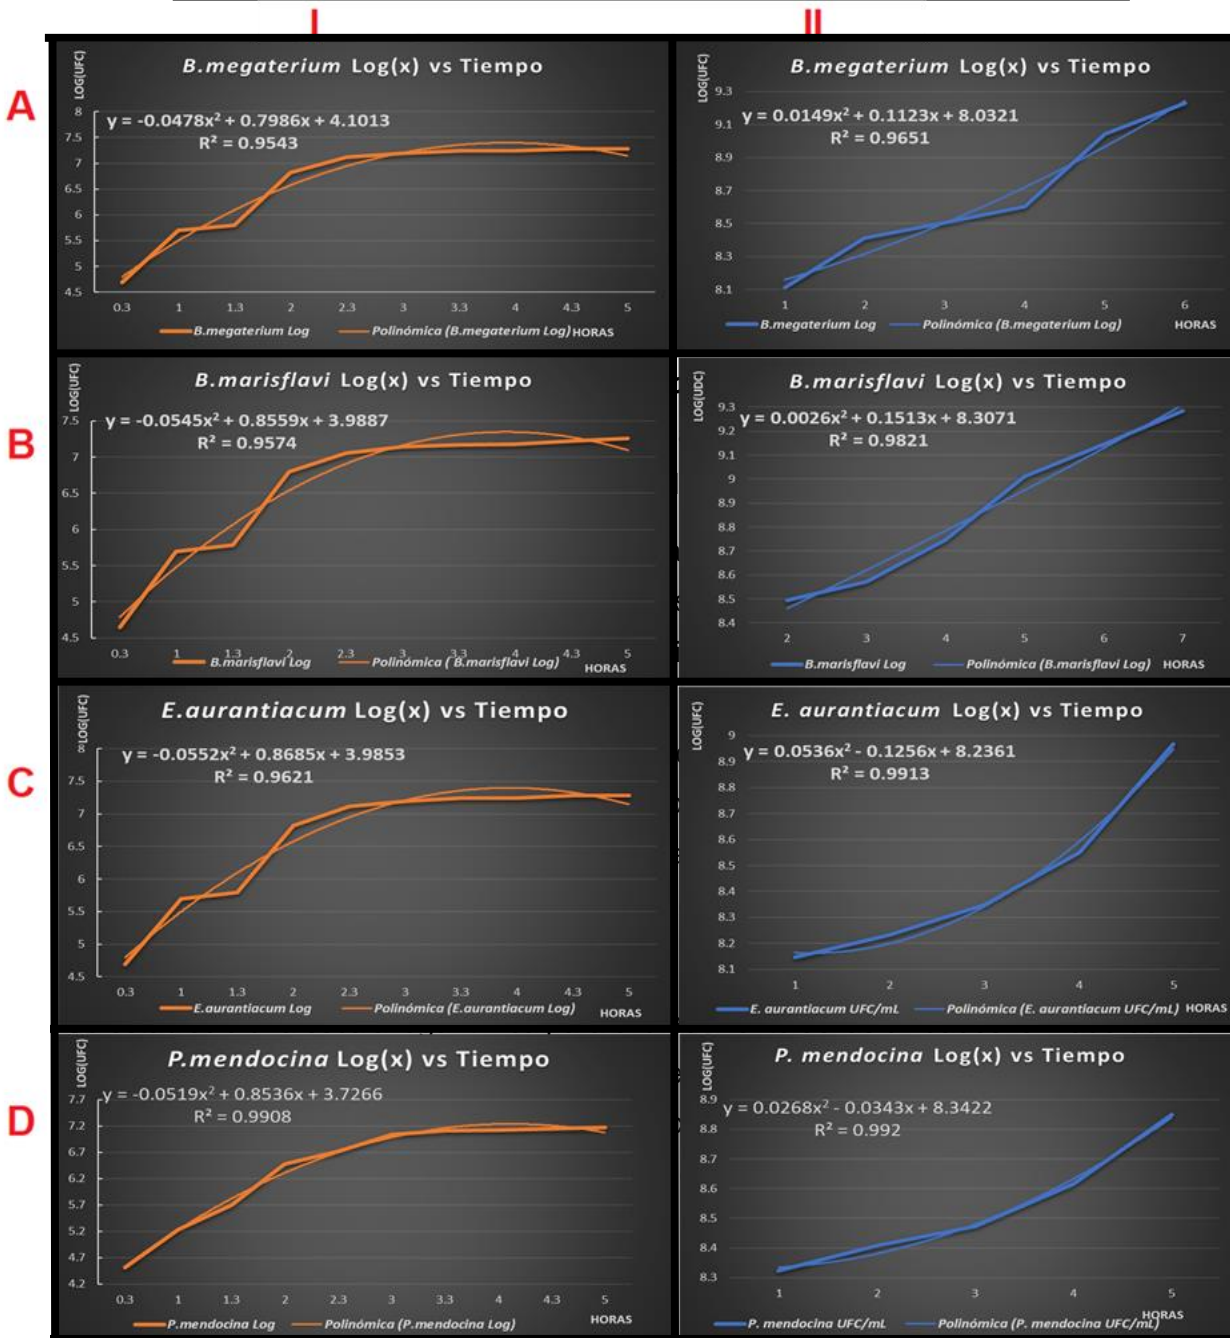 I II
A
B.megaterium Log(x) vs Tiempo
LOG(UFC)
y = -0.0478x² + 0.7986x + 4.1013
R² = 0.9543
8
7.5
7
6.5
6
5.5
5
4.5
0.3 1 1.3 2 2.3 3 3.3 4 4.3 5
B.megaterium Log Polinómica (B.megaterium Log) HORAS
B.megaterium Log(x) vs Tiempo
LOG(UFC)
y = 0.0149x² + 0.1123x + 8.0321
R² = 0.9651
9.3
9.1
8.9
8.7
8.5
8.3
8.1
1 2 3 4 5 6
B.megaterium Log Polinómica (B.megaterium Log) HORAS
B
B.marisflavi Log(x) vs Tiempo
LOG(UFC)
y = -0.0545x² + 0.8559x + 3.9887
R² = 0.9574
7.5
7
6.5
6
5.5
5
4.5
0.3 1 1.3 2 2.3 3 3.3 4 4.3 5
B.marisflavi Log Polinómica ( B.marisflavi Log) HORAS
B.marisflavi Log(x) vs Tiempo
LOG(UDC)
y = 0.0026x² + 0.1513x + 8.3071
R² = 0.9821
9.3
9.2
9.1
9
8.9
8.8
8.7
8.6
8.5
8.4
2 3 4 5 6 7
B.marisflavi Log Polinómica (B.marisflavi Log) HORAS
C
E.aurantiacum Log(x) vs Tiempo
LOG(UFC)
y = -0.0552x² + 0.8685x + 3.9853
R² = 0.9621
8
7.5
7
6.5
6
5.5
5
4.5
0.3 1 1.3 2 2.3 3 3.3 4 4.3 5
E.aurantiacum Log Polinómica (E.aurantiacum Log) HORAS
E. aurantiacum Log(x) vs Tiempo
LOG(UFC)
y = 0.0536x² - 0.1256x + 8.2361
R² = 0.9913
9
8.9
8.8
8.7
8.6
8.5
8.4
8.3
8.2
8.1
1 2 3 4 5
E. aurantiacum UFC/mL Polinómica (E. aurantiacum UFC/mL) HORAS
D
P.mendocina Log(x) vs Tiempo
LOG(UFC)
y = -0.0519x² + 0.8536x + 3.7266
R² = 0.9908
7.7
7.2
6.7
6.2
5.7
5.2
4.7
4.2
0.3 1 1.3 2 2.3 3 3.3 4 4.3 5
HORAS
P.mendocina Log Polinómica (P.mendocina Log)
P. mendocina Log(x) vs Tiempo
LOG(UFC)
y = 0.0268x² - 0.0343x + 8.3422
R² = 0.992
8.9
8.8
8.7
8.6
8.5
8.4
8.3
1 2 3 4 5
HORAS
P. mendocina UFC/mL Polinómica (P. mendocina UFC/mL)